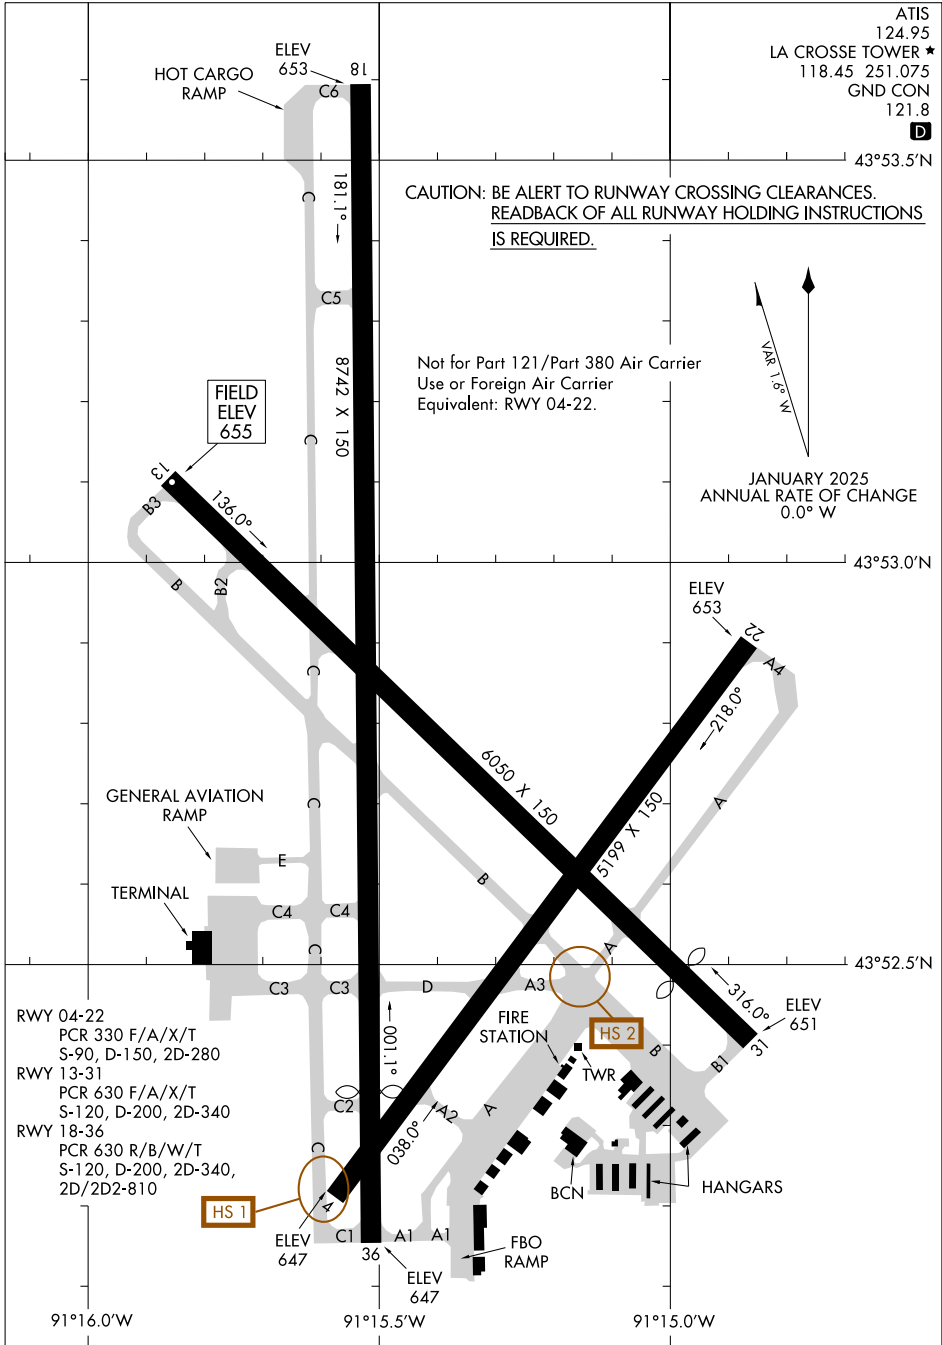 ATIS
124.95
LA CROSSE TOWER ★
118.45 251.075
GND CON
121.8
D
ELEV
653
18
HOT CARGO
RAMP
C6
43°53.5'N
CAUTION: BE ALERT TO RUNWAY CROSSING CLEARANCES.
READBACK OF ALL RUNWAY HOLDING INSTRUCTIONS
IS REQUIRED.
C
181.1°
C5
VAR 1.6° W
8742 X 150
Not for Part 121/Part 380 Air Carrier
Use or Foreign Air Carrier
Equivalent: RWY 04-22.
FIELD
ELEV
655
C
13
136.0°
B3
JANUARY 2025
ANNUAL RATE OF CHANGE
0.0° W
43°53.0'N
B
B2
ELEV
653
22
A4
C
218.0°
6050 X 150
5199 X 150
A
GENERAL AVIATION
RAMP
C
E
B
TERMINAL
C4
C4
C
A
43°52.5'N
C3
C3
D
A3
316.0°
ELEV
651
31
RWY 04-22
PCR 330 F/A/X/T
S-90, D-150, 2D-280
RWY 13-31
PCR 630 F/A/X/T
S-120, D-200, 2D-340
RWY 18-36
PCR 630 R/B/W/T
S-120, D-200, 2D-340,
2D/2D2-810
001.1°
FIRE
STATION
HS 2
TWR
B
B1
C2
A2
A
038.0°
C
BCN
HANGARS
HS 1
4
ELEV
647
C1
36
A1
A1
FBO
RAMP
ELEV
647
91°16.0'W
91°15.5'W
91°15.0'W